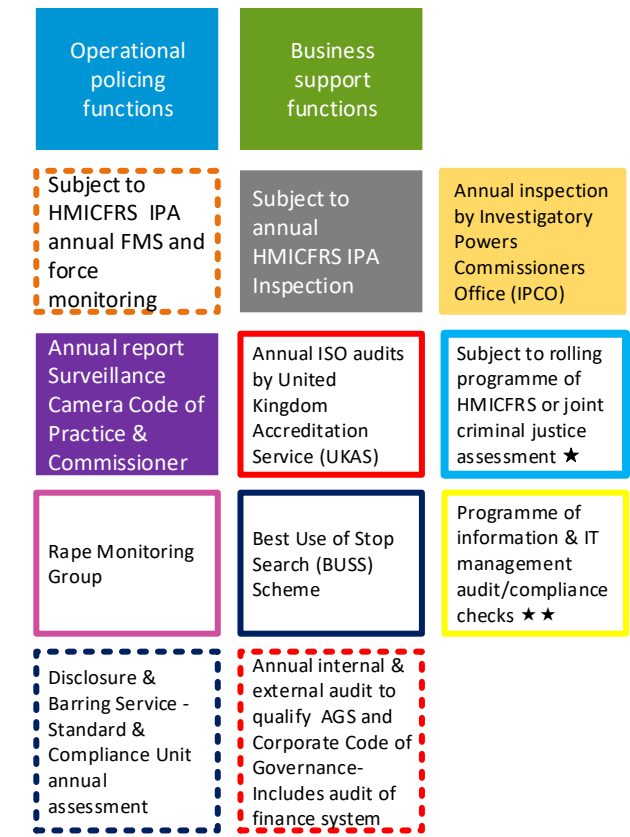 Operational
policing
functions
Business
support
functions
Subject to
HMICFRS IPA
annual FMS and
force
monitoring
Subject to
annual
HMICFRS IPA
Inspection
Annual inspection
by Investigatory
Powers
Commissioners
Office (IPCO)
Annual report
Surveillance
Camera Code of
Practice &
Commissioner
Annual ISO audits
by United
Kingdom
Accreditation
Service (UKAS)
Subject to rolling
programme of
HMICFRS or joint
criminal justice
assessment ★
Rape Monitoring
Group
Best Use of Stop
Search (BUSS)
Scheme
Programme of
information & IT
management
audit/compliance
checks ★ ★
Disclosure &
Barring Service -
Standard &
Compliance Unit
annual
assessment
Annual internal &
external audit to
qualify AGS and
Corporate Code of
Governance-
Includes audit of
finance system